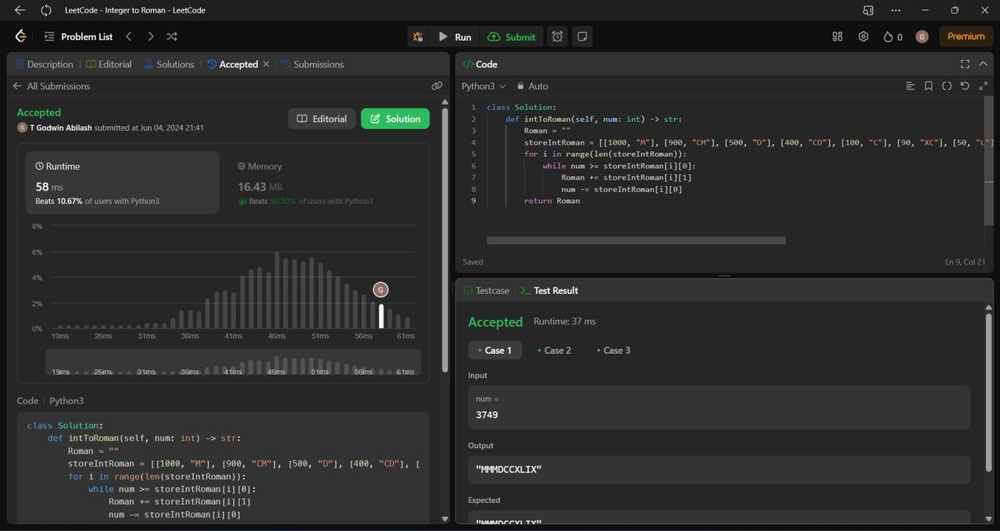 LeetCode - Integer to Roman - LeetCode
Problem List
Run
Submit
0
G
Premium
Description
Editorial
Solutions
Accepted
Submissions
All Submissions
Accepted
G T Godwin Abilash submitted at Jun 04, 2024 21:41
Editorial
Solution
Runtime
58 ms
Beats 10.67% of users with Python3
Memory
16.43 MB
Beats 90.50% of users with Python3
8%
6%
4%
2%
0%
G
19ms 26ms 31ms 36ms 41ms 46ms 51ms 56ms 61ms
19ms 26ms 31ms 36ms 41ms 46ms 51ms 56ms 61ms
Code | Python3
class Solution:
def intToRoman(self, num: int) -> str:
Roman = ""
storeIntRoman = [[1000, "M"], [900, "CM"], [500, "D"], [400, "CD"], [
for i in range(len(storeIntRoman)):
while num >= storeIntRoman[i][0]:
Roman += storeIntRoman[i][1]
num -= storeIntRoman[i][0]
</> Code
Python3
Auto
1 class Solution:
2 def intToRoman(self, num: int) -> str:
3 Roman = ""
4 storeIntRoman = [[1000, "M"], [900, "CM"], [500, "D"], [400, "CD"], [100, "C"], [90, "XC"], [50, "L"]
5 for i in range(len(storeIntRoman)):
6 while num >= storeIntRoman[i][0]:
7 Roman += storeIntRoman[i][1]
8 num -= storeIntRoman[i][0]
9 return Roman
Saved
Ln 9, Col 21
Testcase
>_ Test Result
Accepted Runtime: 37 ms
• Case 1 • Case 2 • Case 3
Input
num =
3749
Output
"MMMDCCXLIX"
Expected
"MMMDCCXLIX"